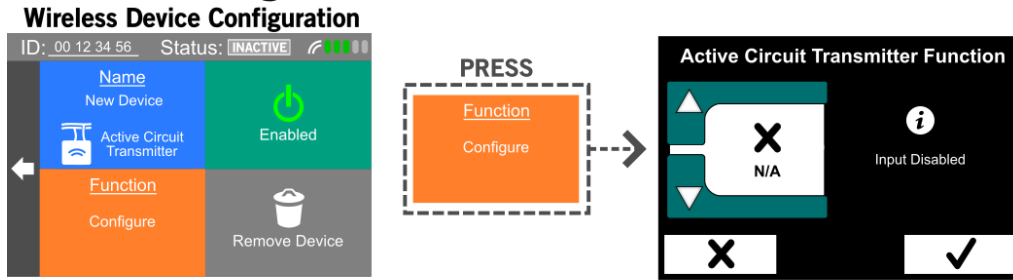 Wireless Device Configuration
ID: 00 12 34 56 Status: INACTIVE
Name
New Device
Active Circuit
Transmitter
Enabled
Function
Configure
Remove Device
PRESS
Function
Configure
Active Circuit Transmitter Function
N/A
Input Disabled